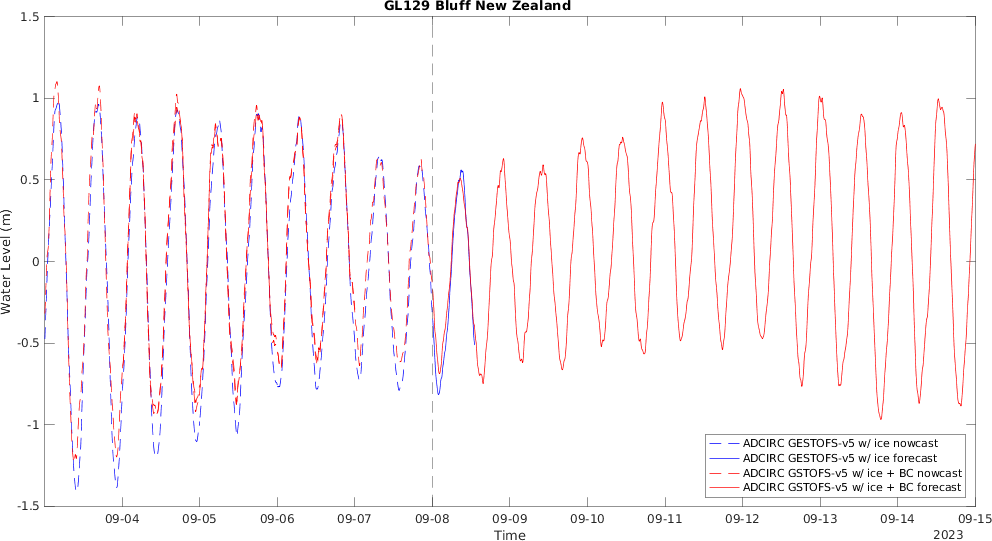 GL129 Bluff New Zealand
1.5
1
0.5
0
-0.5
-1
-1.5
Water Level (m)
ADCIRC GESTOFS-v5 w/ ice nowcast
ADCIRC GESTOFS-v5 w/ ice forecast
ADCIRC GSTOFS-v5 w/ ice + BC nowcast
ADCIRC GSTOFS-v5 w/ ice + BC forecast
09-04 09-05 09-06 09-07 09-08 09-09 09-10 09-11 09-12 09-13 09-14 09-15
Time
2023